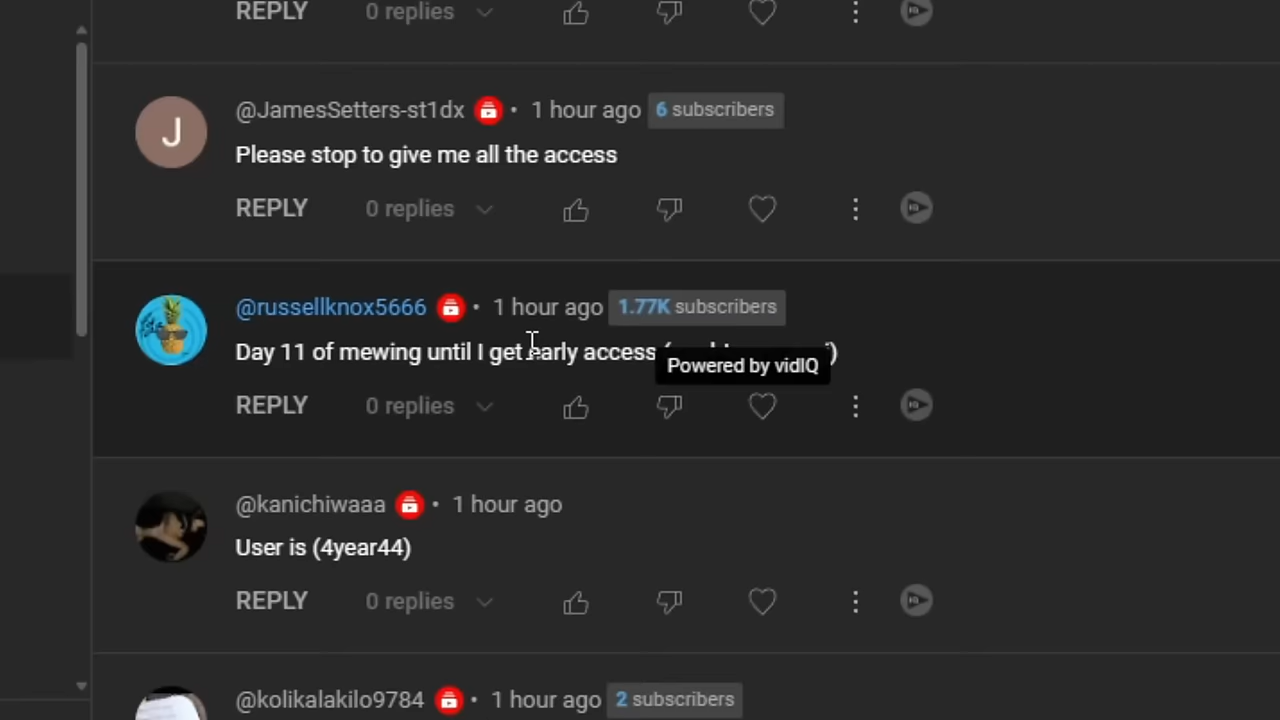 REPLY 0 replies
J
@JamesSetters-st1dx • 1 hour ago 6 subscribers
Please stop to give me all the access
REPLY 0 replies
@russellknox5666 • 1 hour ago 1.77K subscribers
Day 11 of mewing until I get early access
Powered by vidIQ
REPLY 0 replies
@kanichiwaaa • 1 hour ago
User is (4year44)
REPLY 0 replies
@kolikalakilo9784 • 1 hour ago 2 subscribers